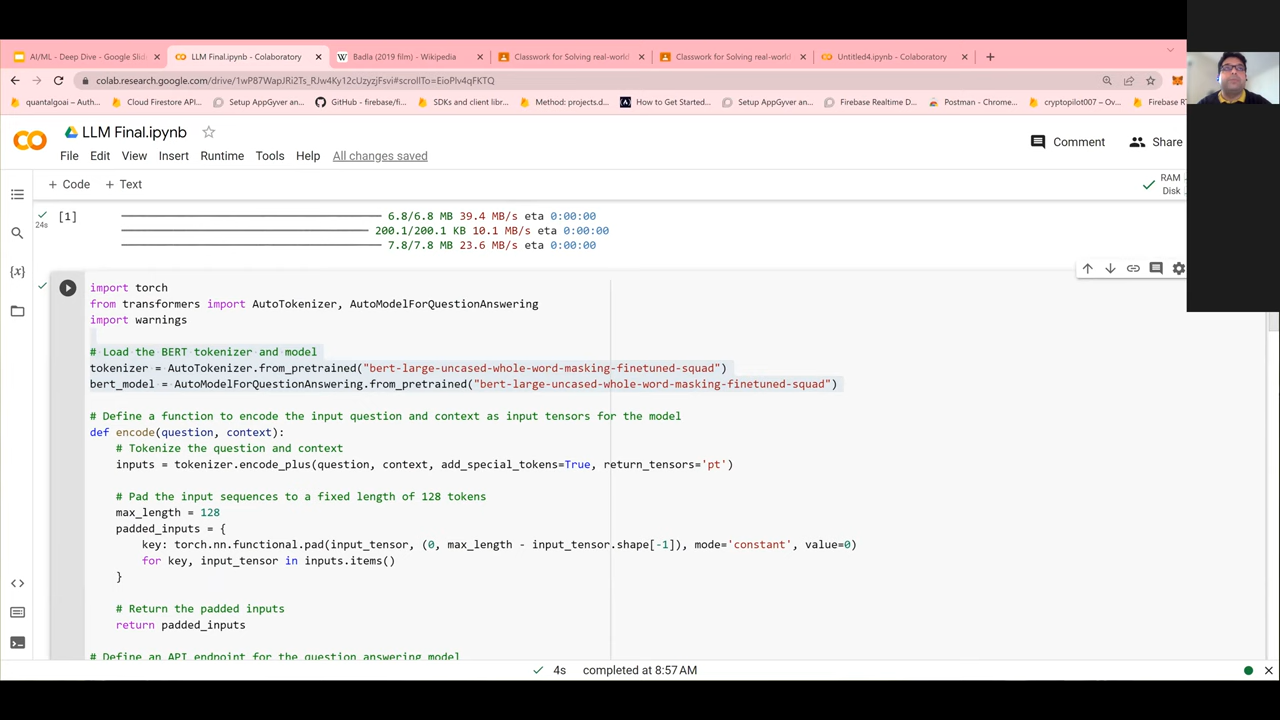 AI/ML - Deep Dive - Google Slid
LLM Final.ipynb - Colaboratory
Badla (2019 film) - Wikipedia
Classwork for Solving real-world
Classwork for Solving real-world
Untitled4.ipynb - Colaboratory
colab.research.google.com/drive/1wP87WapJRi2Ts_RJw4Ky12cUzyzjFsvi#scrollTo=EioPlv4qFKTQ
quantalgoai – Auth...
Cloud Firestore API...
Setup AppGyver an...
GitHub - firebase/fi...
SDKs and client libr...
Method: projects.d...
How to Get Started...
Setup AppGyver an...
Firebase Realtime D...
Postman - Chrome...
cryptopilot007 – Ov...
Firebase RT
LLM Final.ipynb
File Edit View Insert Runtime Tools Help All changes saved
Comment
Share
+ Code + Text
RAM
Disk
[1]
24s
6.8/6.8 MB 39.4 MB/s eta 0:00:00
200.1/200.1 KB 10.1 MB/s eta 0:00:00
7.8/7.8 MB 23.6 MB/s eta 0:00:00
import torch
from transformers import AutoTokenizer, AutoModelForQuestionAnswering
import warnings
# Load the BERT tokenizer and model
tokenizer = AutoTokenizer.from_pretrained("bert-large-uncased-whole-word-masking-finetuned-squad")
bert_model = AutoModelForQuestionAnswering.from_pretrained("bert-large-uncased-whole-word-masking-finetuned-squad")
# Define a function to encode the input question and context as input tensors for the model
def encode(question, context):
# Tokenize the question and context
inputs = tokenizer.encode_plus(question, context, add_special_tokens=True, return_tensors='pt')
# Pad the input sequences to a fixed length of 128 tokens
max_length = 128
padded_inputs = {
key: torch.nn.functional.pad(input_tensor, (0, max_length - input_tensor.shape[-1]), mode='constant', value=0)
for key, input_tensor in inputs.items()
}
# Return the padded inputs
return padded_inputs
# Define an API endpoint for the question answering model
4s completed at 8:57 AM